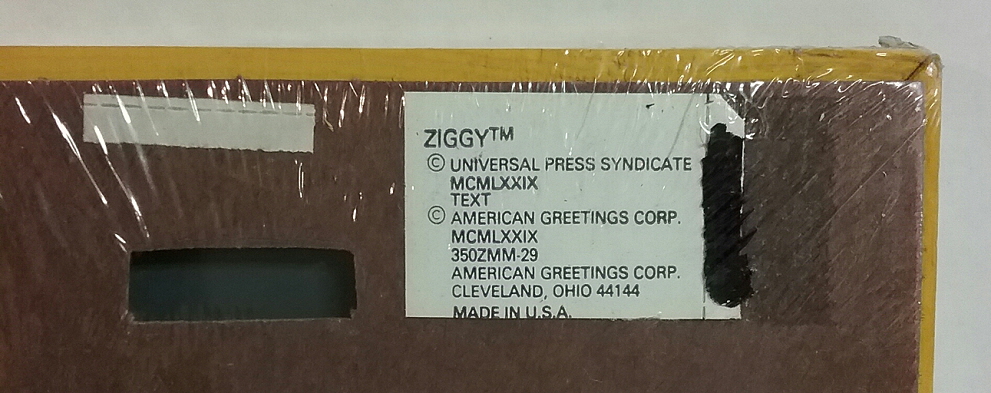 ZIGGY™
© UNIVERSAL PRESS SYNDICATE
MCMLXXIX
TEXT
© AMERICAN GREETINGS CORP.
MCMLXXIX
350ZMM-29
AMERICAN GREETINGS CORP.
CLEVELAND, OHIO 44144
MADE IN U.S.A.